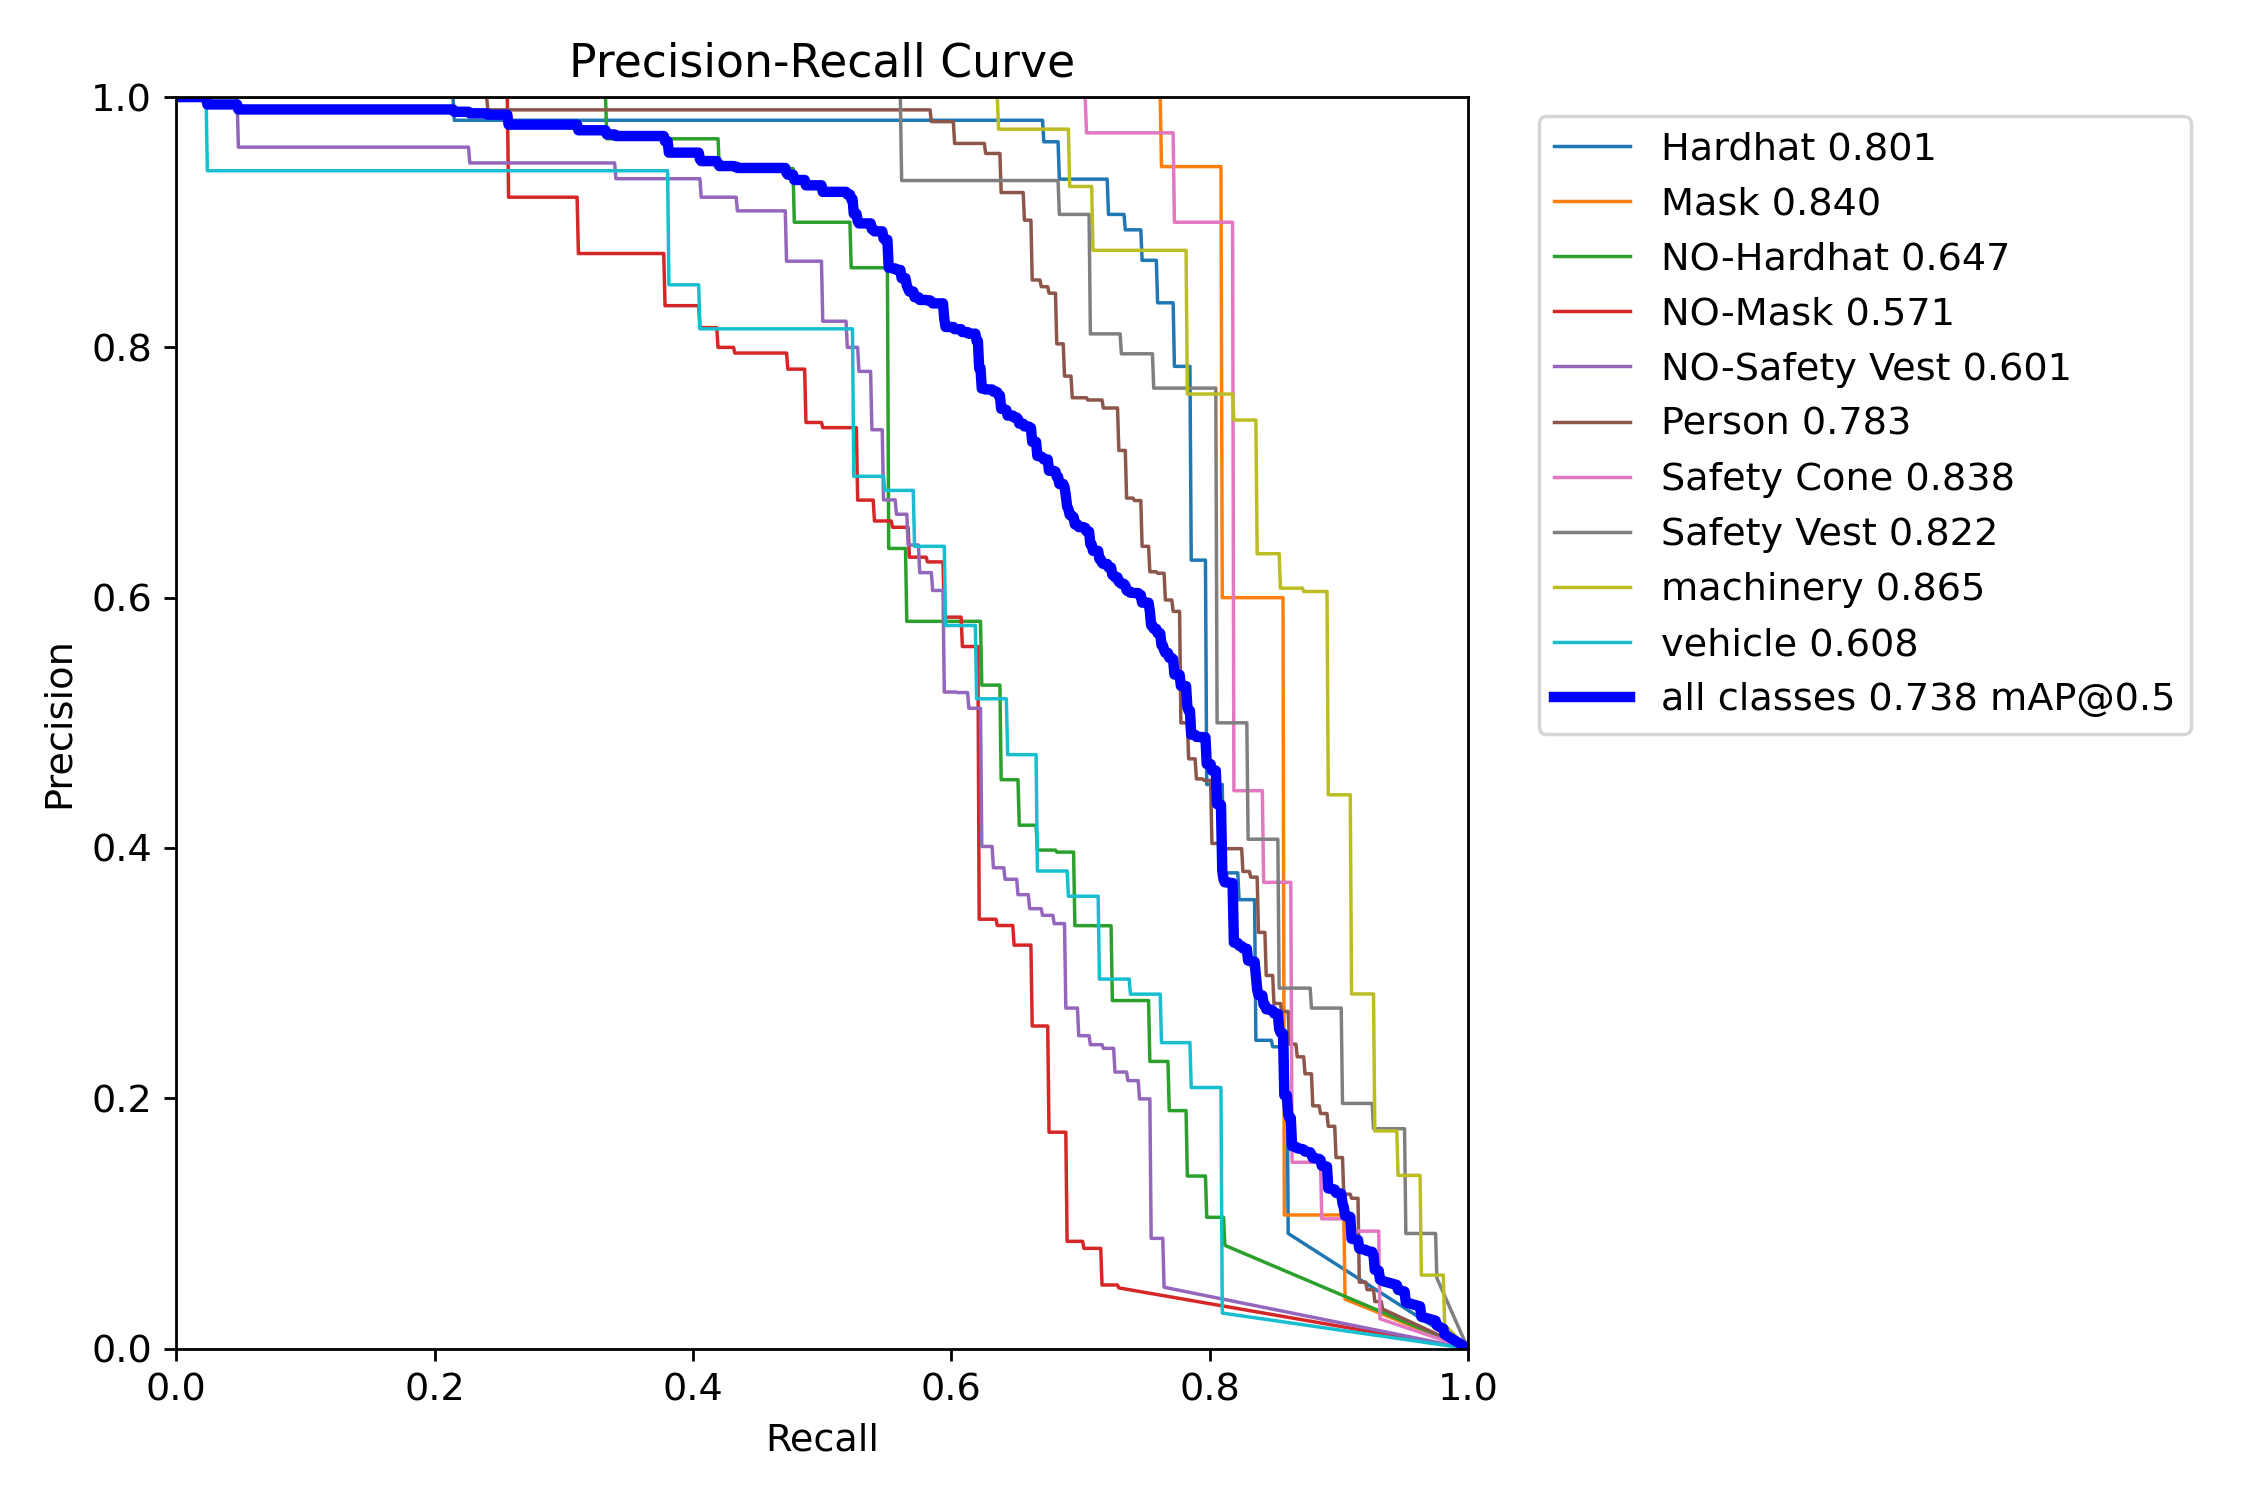 Precision-Recall Curve
1.0
0.8
0.6
0.4
0.2
0.0
Precision
0.0 0.2 0.4 0.6 0.8 1.0
Recall
Hardhat 0.801
Mask 0.840
NO-Hardhat 0.647
NO-Mask 0.571
NO-Safety Vest 0.601
Person 0.783
Safety Cone 0.838
Safety Vest 0.822
machinery 0.865
vehicle 0.608
all classes 0.738 mAP@0.5